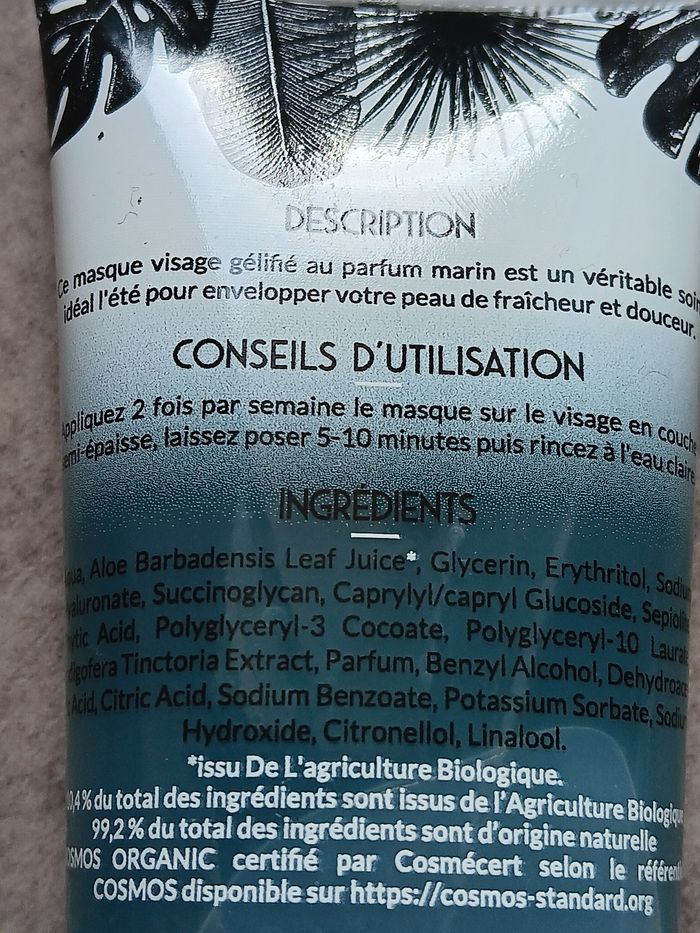 DESCRIPTION
Ce masque visage gélifié au parfum marin est un véritable soin
idéal l'été pour envelopper votre peau de fraîcheur et douceur.
CONSEILS D'UTILISATION
Appliquez 2 fois par semaine le masque sur le visage en couche
semi-épaisse, laissez poser 5-10 minutes puis rincez à l'eau claire
INGRÉDIENTS
Aqua, Aloe Barbadensis Leaf Juice*, Glycerin, Erythritol, Sodium
Hyaluronate, Succinoglycan, Caprylyl/capryl Glucoside, Sepiolite,
Acid, Polyglyceryl-3 Cocoate, Polyglyceryl-10 Laurate,
Indigofera Tinctoria Extract, Parfum, Benzyl Alcohol, Dehydroacetic
Acid, Citric Acid, Sodium Benzoate, Potassium Sorbate, Sodium
Hydroxide, Citronellol, Linalool.
*issu De L'agriculture Biologique.
% du total des ingrédients sont issus de l'Agriculture Biologique
99,2 % du total des ingrédients sont d'origine naturelle
COSMOS ORGANIC certifié par Cosmécert selon le référentiel
COSMOS disponible sur https://cosmos-standard.org